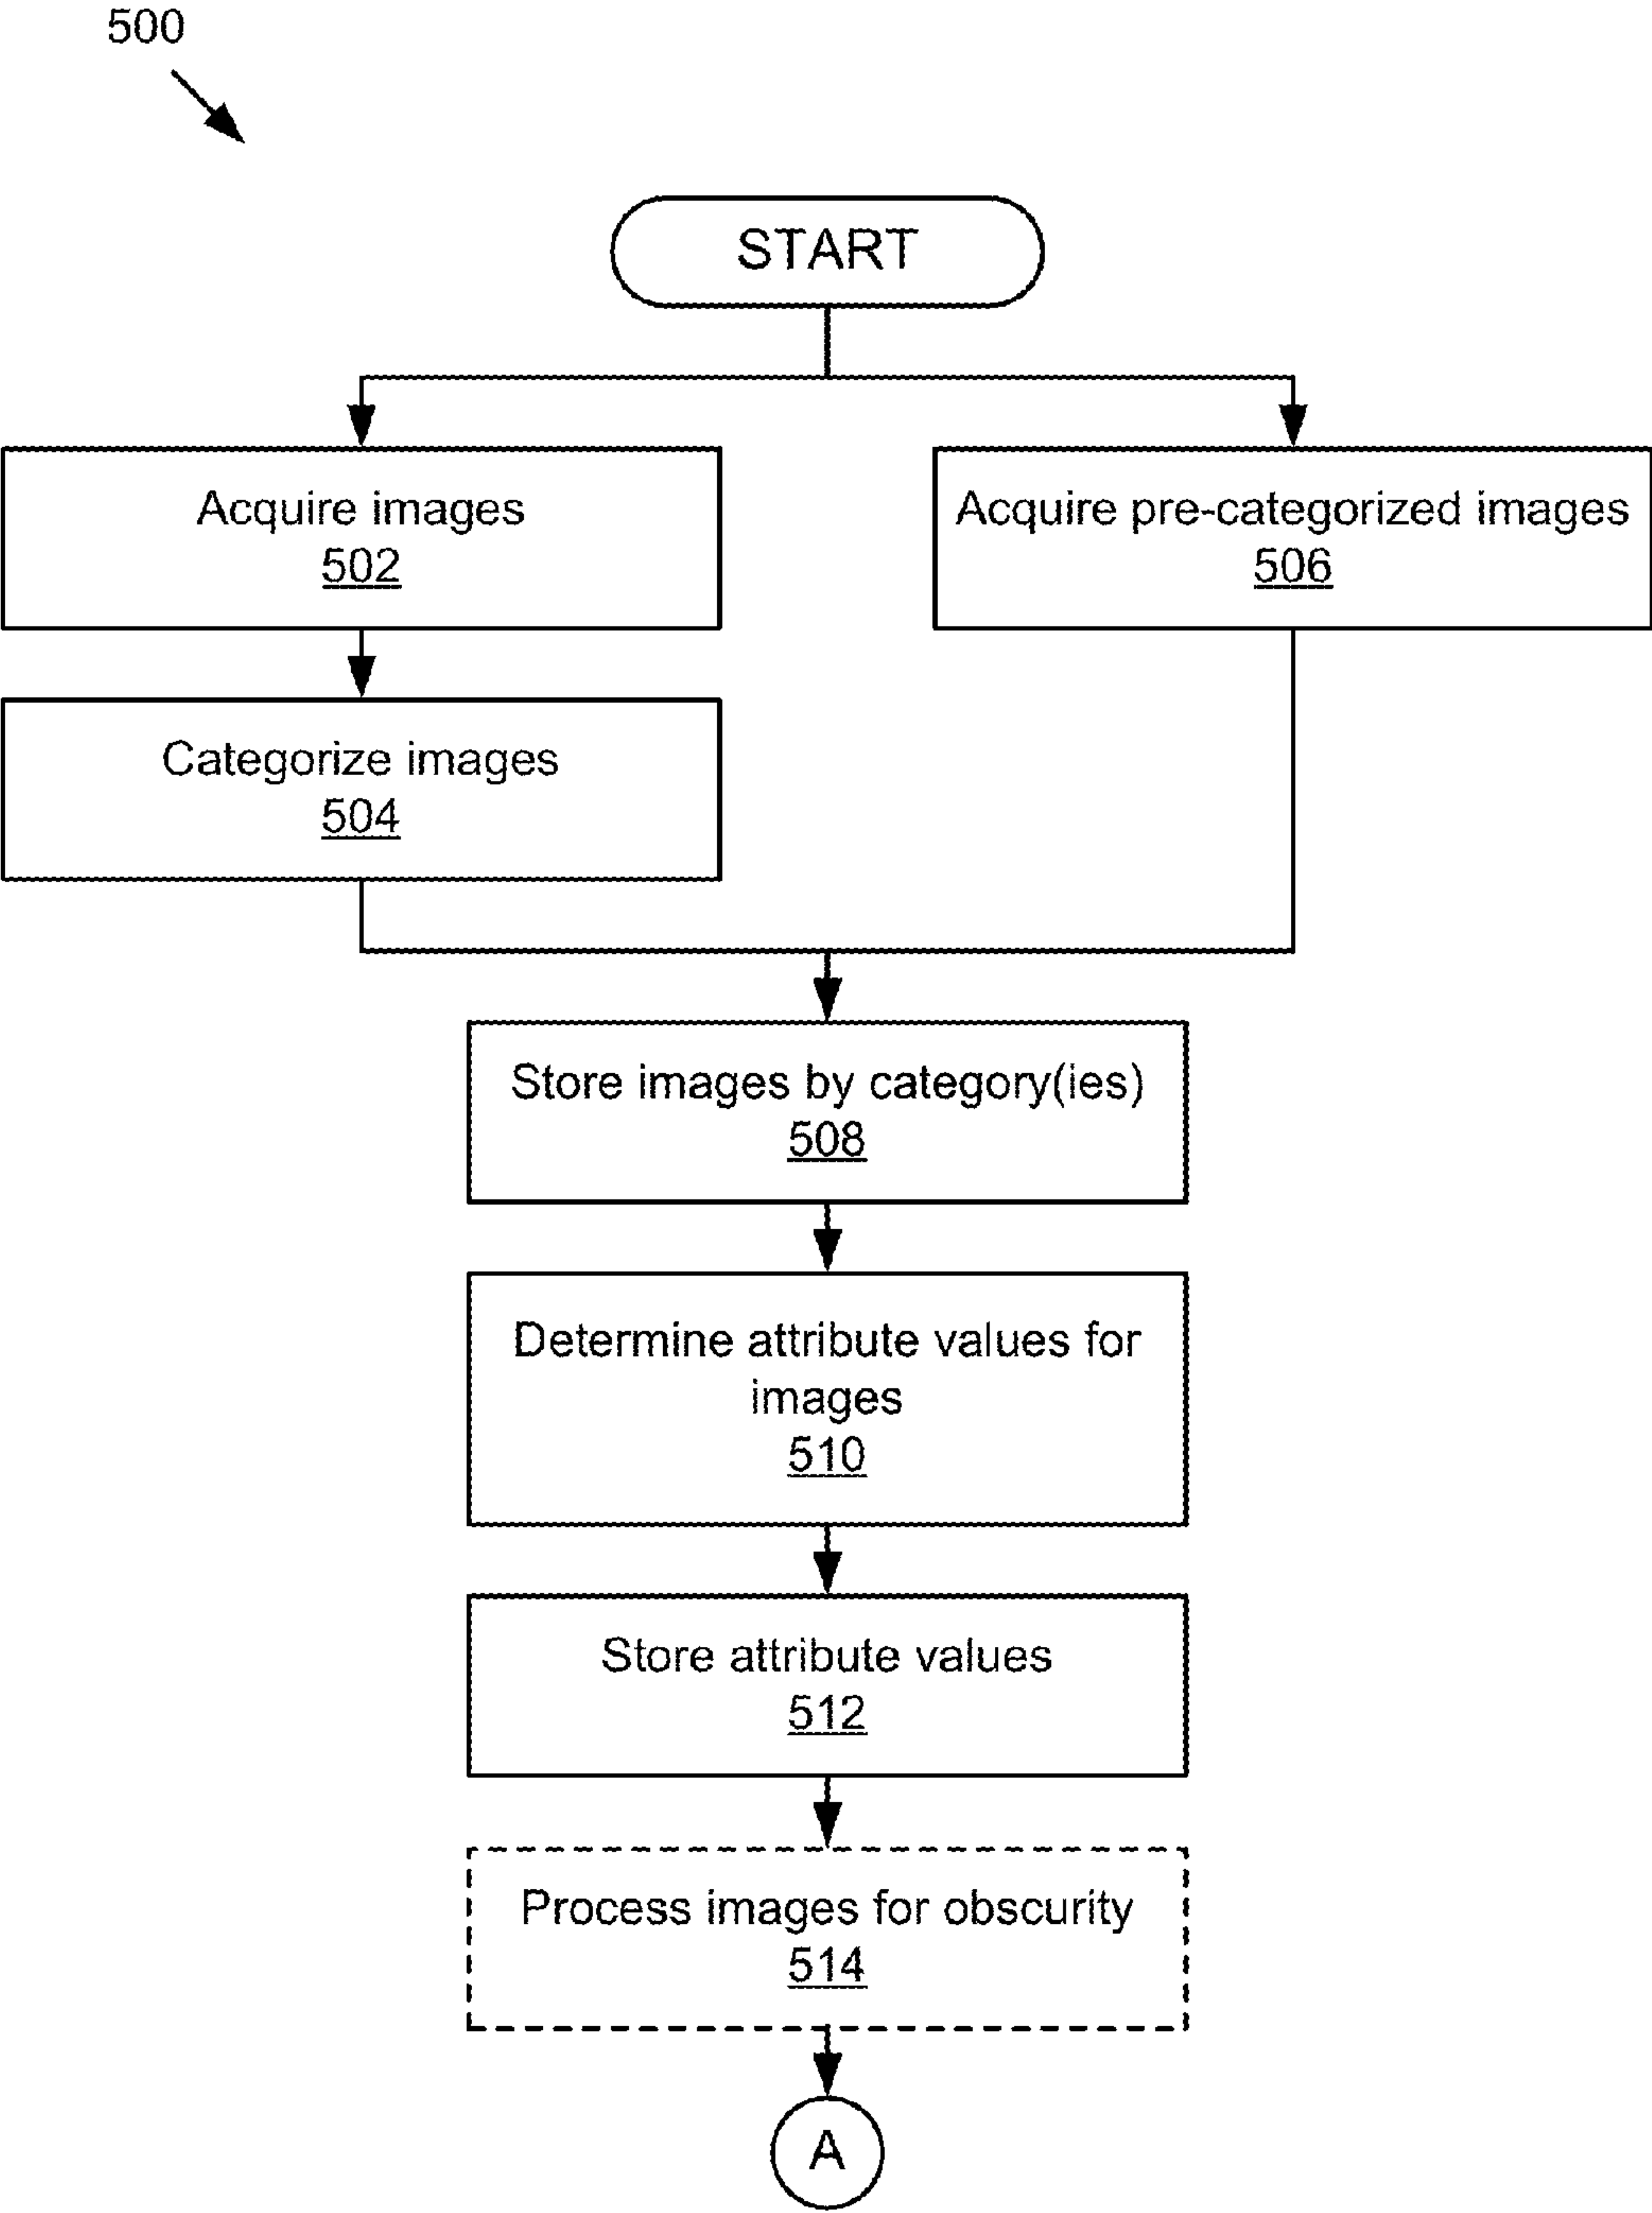 500
START
Acquire images
502
Acquire pre-categorized images
506
Categorize images
504
Store images by category(ies)
508
Determine attribute values for
images
510
Store attribute values
512
Process images for obscurity
514
A